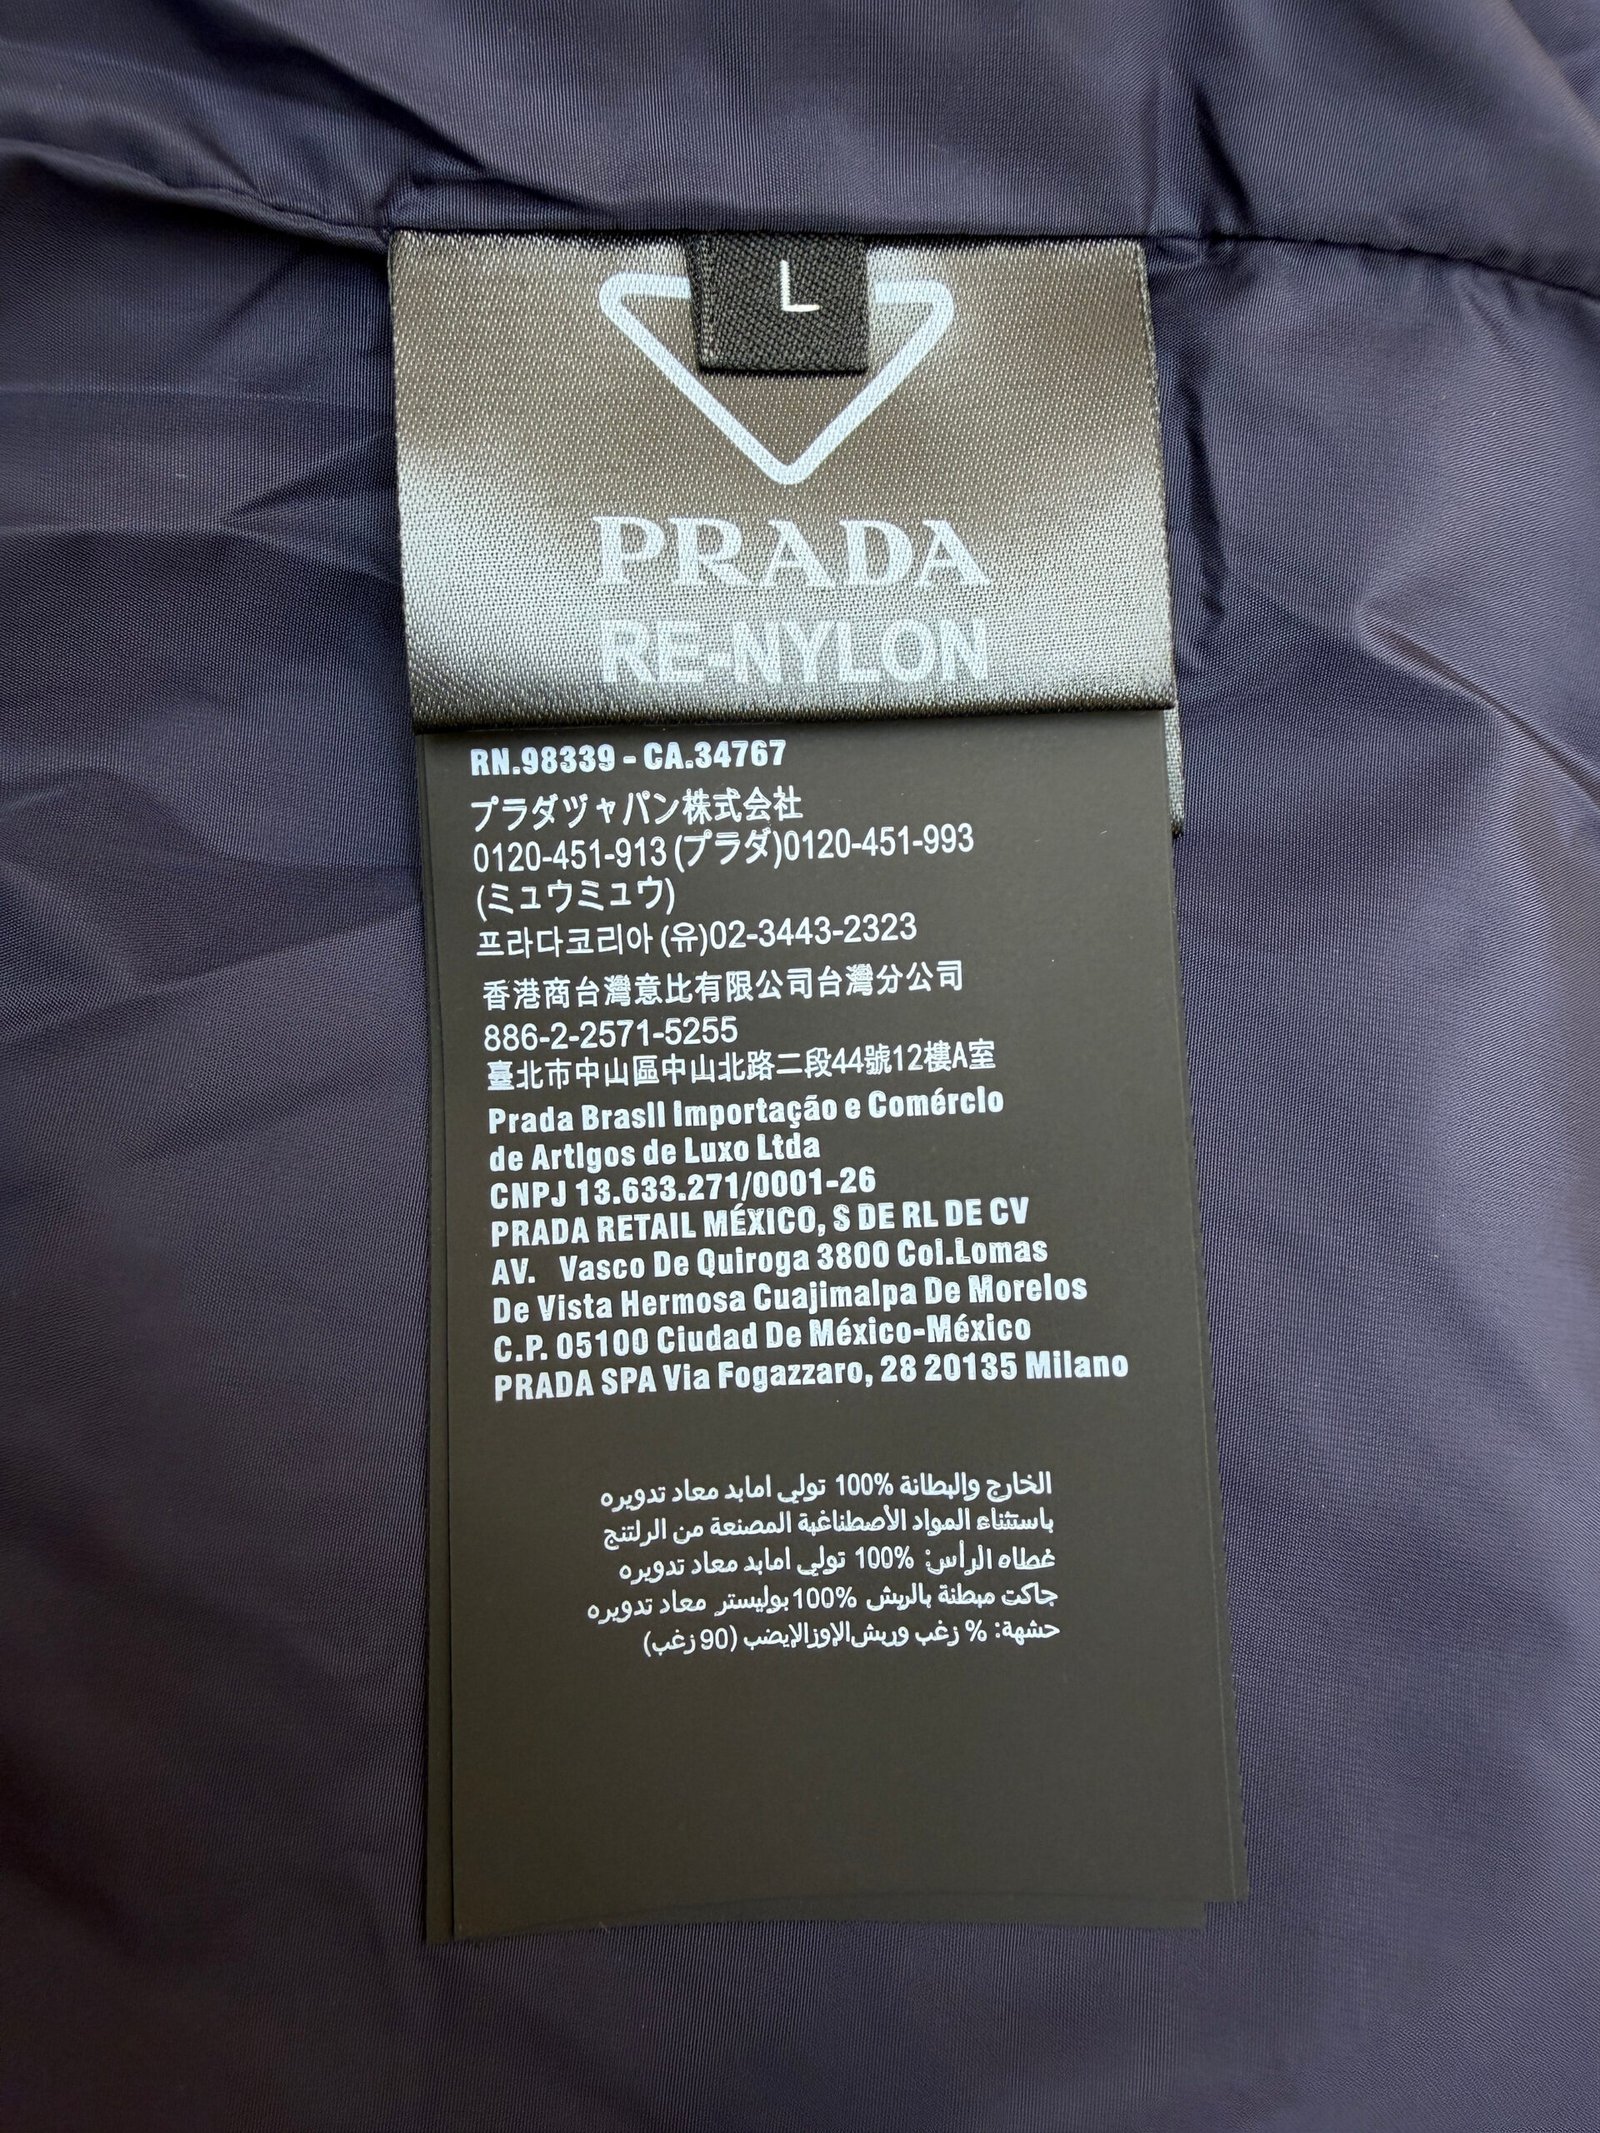 L
PRADA
RE-NYLON
RN.98339 - CA.34767
プラダヅャパン株式会社
0120-451-913 (プラダ)0120-451-993
(ミュウミュウ)
프라다코리아 (유)02-3443-2323
香港商台灣意比有限公司台灣分公司
886-2-2571-5255
臺北市中山區中山北路二段44號12樓A室
Prada Brasil Importação e Comércio
de Artigos de Luxo Ltda
CNPJ 13.633.271/0001-26
PRADA RETAIL MÉXICO, S DE RL DE CV
AV. Vasco De Quiroga 3800 Col.Lomas
De Vista Hermosa Cuajimalpa De Morelos
C.P. 05100 Ciudad De México-México
PRADA SPA Via Fogazzaro, 28 20135 Milano
الخارج والبطانة 100% تولي امابد معاد تدويره
باستثناء المواد الأصطناغبة المصنعة من الرلتنج
غطاه الرأس: 100% تولي امابد معاد تدويره
جاكت مبطنة بالريش 100% بوليستر معاد تدويره
حشهة: % زغب وريش الإوز الإيضب (90 زغب)